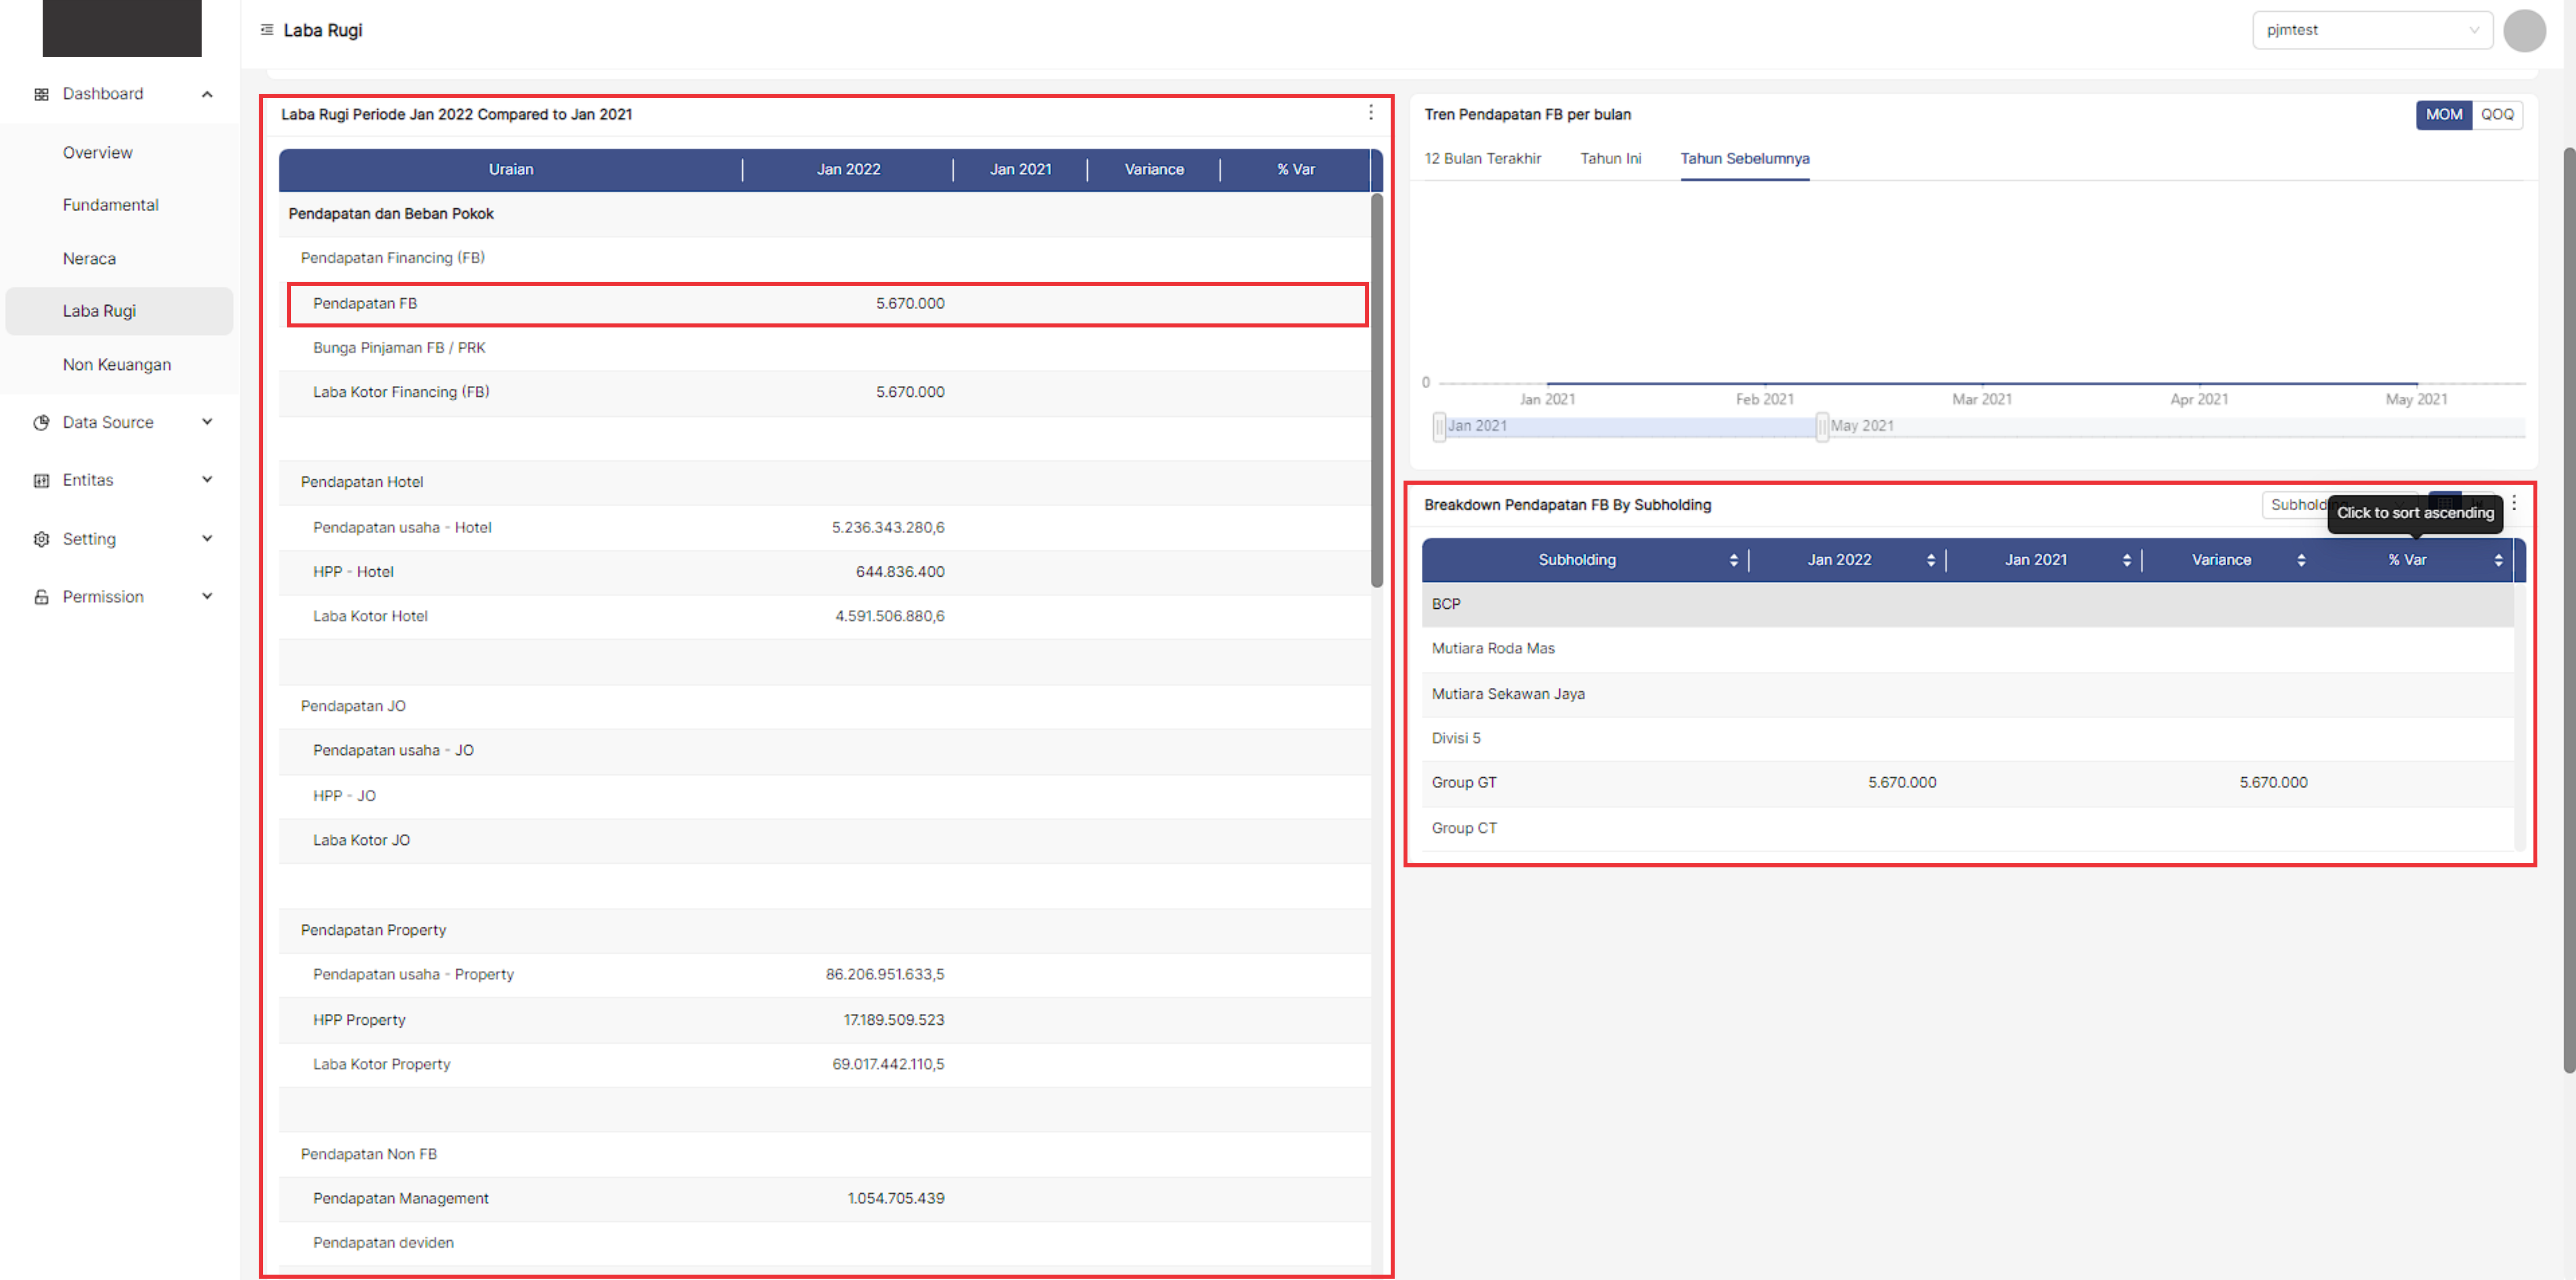 Laba Rugi
pjmtest
Dashboard
Overview
Fundamental
Neraca
Laba Rugi
Non Keuangan
Data Source
Entitas
Setting
Permission
Laba Rugi Periode Jan 2022 Compared to Jan 2021
Uraian Jan 2022 Jan 2021 Variance % Var
Pendapatan dan Beban Pokok
Pendapatan Financing (FB)
Pendapatan FB 5.670.000
Bunga Pinjaman FB / PRK
Laba Kotor Financing (FB) 5.670.000
Pendapatan Hotel
Pendapatan usaha - Hotel 5.236.343.280,6
HPP - Hotel 644.836.400
Laba Kotor Hotel 4.591.506.880,6
Pendapatan JO
Pendapatan usaha - JO
HPP - JO
Laba Kotor JO
Pendapatan Property
Pendapatan usaha - Property 86.206.951.633,5
HPP Property 17.189.509.523
Laba Kotor Property 69.017.442.110,5
Pendapatan Non FB
Pendapatan Management 1.054.705.439
Pendapatan deviden
Tren Pendapatan FB per bulan
MOM QOQ
12 Bulan Terakhir Tahun Ini Tahun Sebelumnya
0
Jan 2021 Feb 2021 Mar 2021 Apr 2021 May 2021
Jan 2021 May 2021
Breakdown Pendapatan FB By Subholding
Click to sort ascending
Subholding Jan 2022 Jan 2021 Variance % Var
BCP
Mutiara Roda Mas
Mutiara Sekawan Jaya
Divisi 5
Group GT 5.670.000 5.670.000
Group CT